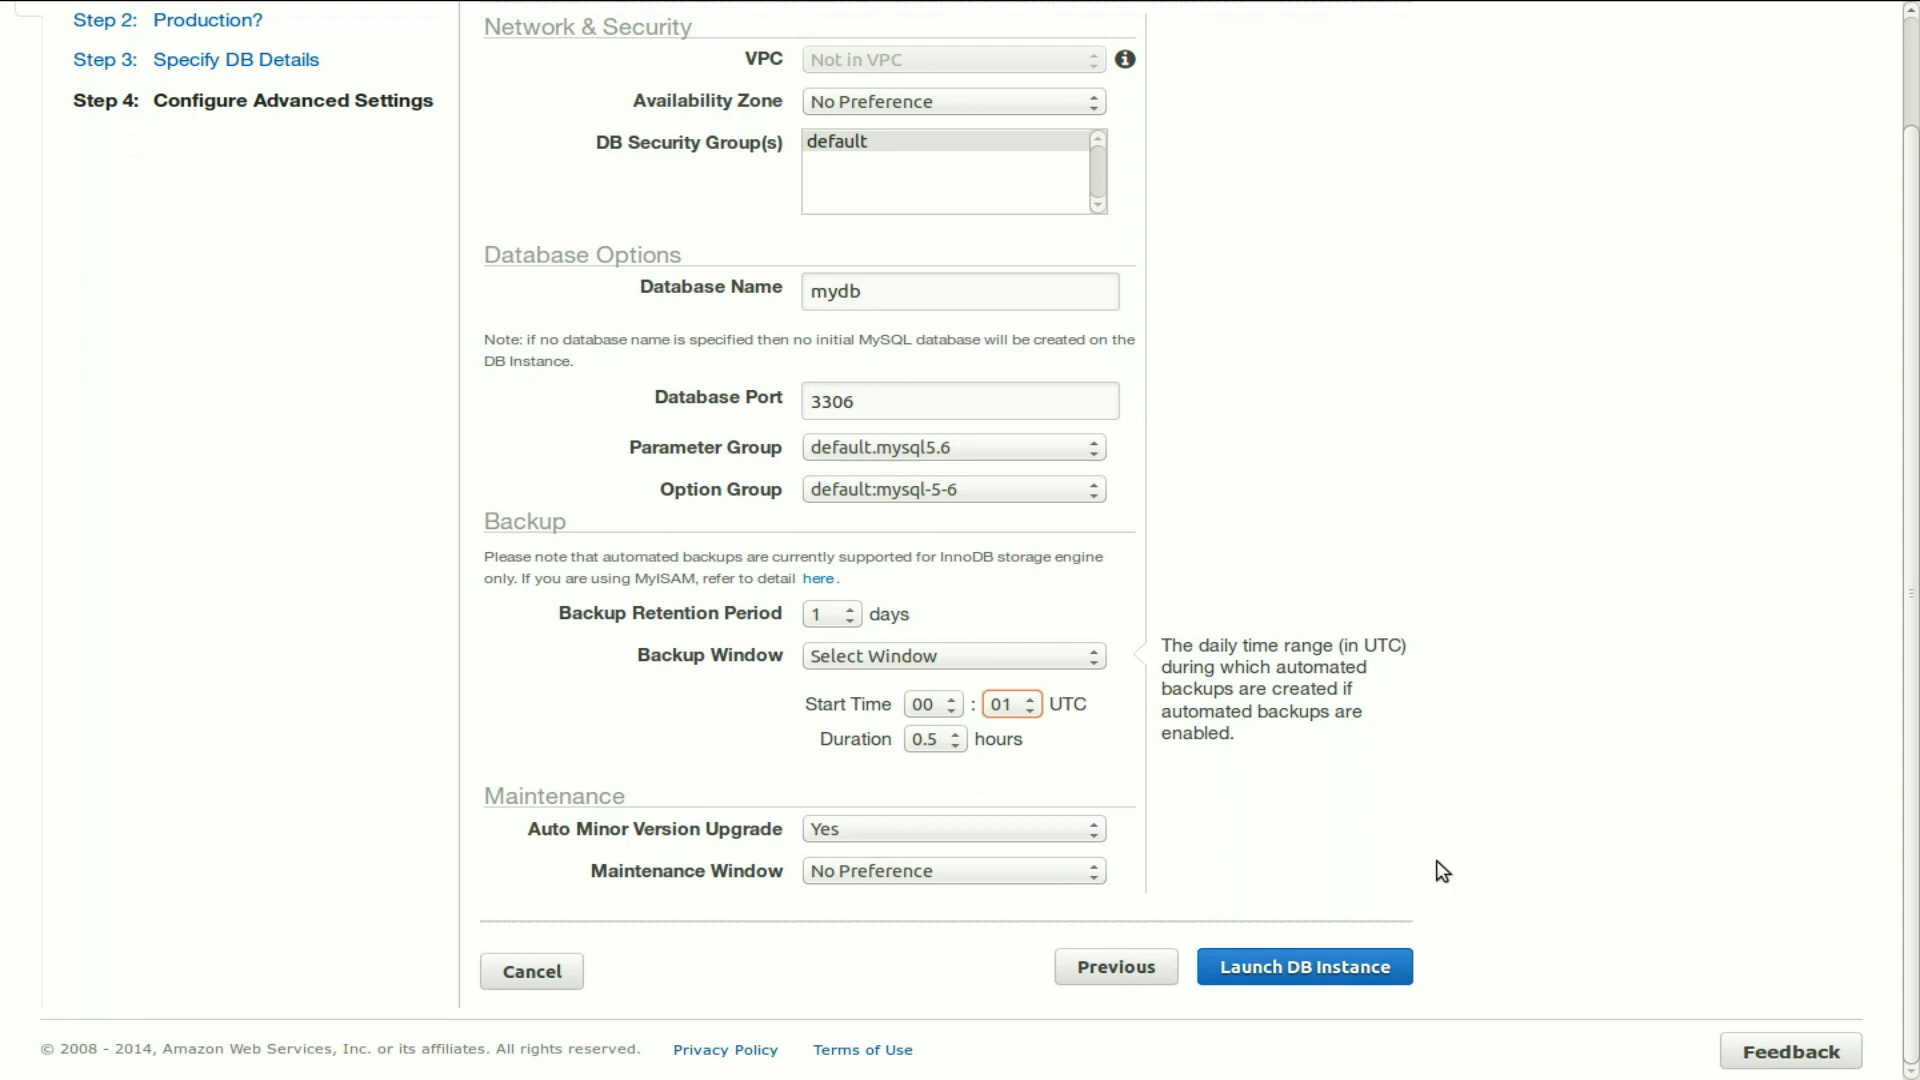 Step 2: Production?
Step 3: Specify DB Details
Step 4: Configure Advanced Settings
Network & Security
VPC Not in VPC
Availability Zone No Preference
DB Security Group(s) default
Database Options
Database Name mydb
Note: if no database name is specified then no initial MySQL database will be created on the
DB Instance.
Database Port 3306
Parameter Group default.mysql5.6
Option Group default:mysql-5-6
Backup
Please note that automated backups are currently supported for InnoDB storage engine
only. If you are using MyISAM, refer to detail here.
Backup Retention Period 1 days
Backup Window Select Window
Start Time 00 : 01 UTC
Duration 0.5 hours
The daily time range (in UTC)
during which automated
backups are created if
automated backups are
enabled.
Maintenance
Auto Minor Version Upgrade Yes
Maintenance Window No Preference
Cancel Previous Launch DB Instance
© 2008 - 2014, Amazon Web Services, Inc. or its affiliates. All rights reserved. Privacy Policy Terms of Use
Feedback